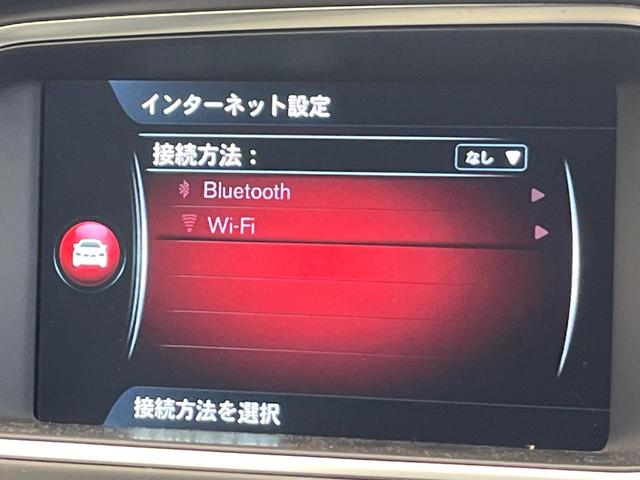 インターネット設定
接続方法： なし ▼
Bluetooth
Wi-Fi
接続方法を選択